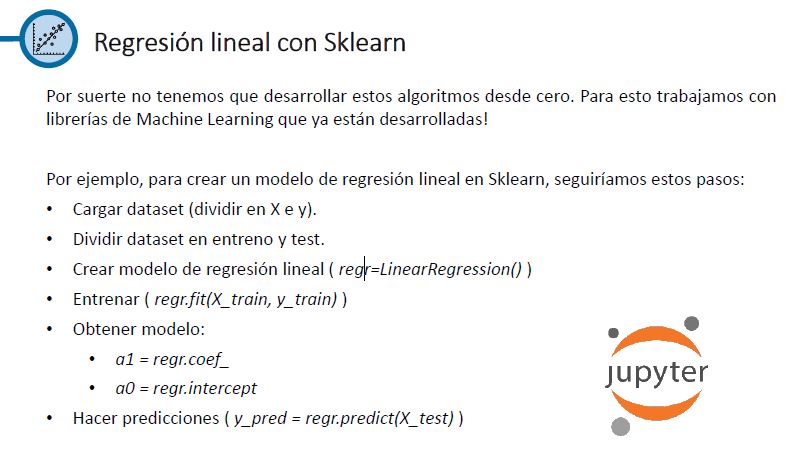 Regresión lineal con Sklearn
Por suerte no tenemos que desarrollar estos algoritmos desde cero. Para esto trabajamos con
librerías de Machine Learning que ya están desarrolladas!
Por ejemplo, para crear un modelo de regresión lineal en Sklearn, seguiríamos estos pasos:
• Cargar dataset (dividir en X e y).
• Dividir dataset en entreno y test.
• Crear modelo de regresión lineal ( regr=LinearRegression() )
• Entrenar ( regr.fit(X_train, y_train) )
• Obtener modelo:
• a1 = regr.coef_
• a0 = regr.intercept
• Hacer predicciones ( y_pred = regr.predict(X_test) )
jupyter